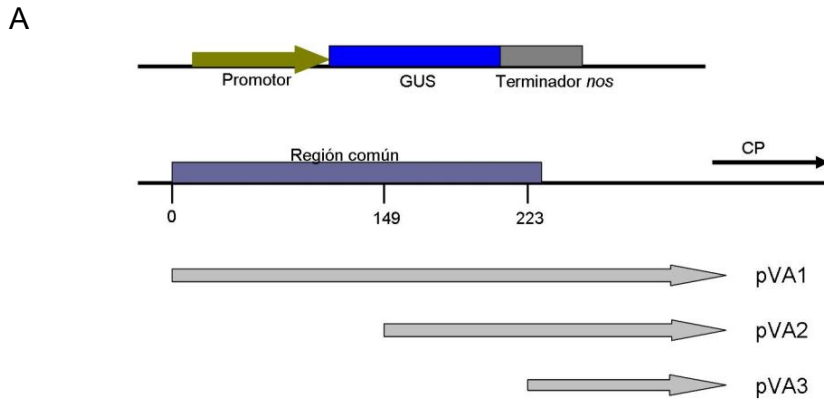 A
Promotor GUS Terminador nos
Región común
CP
0 149 223
pVA1
pVA2
pVA3